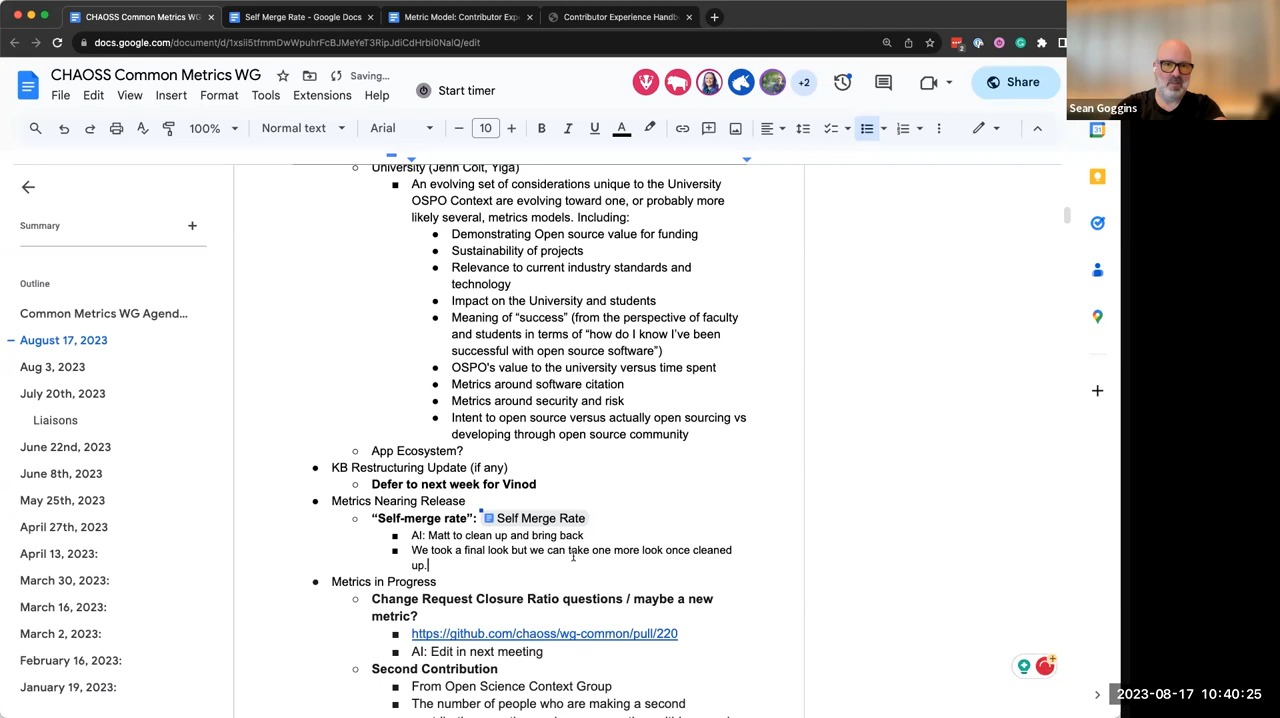 CHAOSS Common Metrics WG
Self Merge Rate - Google Docs
Metric Model: Contributor Exp
Contributor Experience Handb
docs.google.com/document/d/1xsii5tfmmDwWpuhrFcBJMeYeT3RipJdiCdHrbi0NalQ/edit
CHAOSS Common Metrics WG
Saving...
File Edit View Insert Format Tools Extensions Help
Start timer
+2
Share
Sean Goggins
100%
Normal text
Arial
10
B I U A
Summary
Outline
Common Metrics WG Agend...
August 17, 2023
Aug 3, 2023
July 20th, 2023
Liaisons
June 22nd, 2023
June 8th, 2023
May 25th, 2023
April 27th, 2023
April 13, 2023:
March 30, 2023:
March 16, 2023:
March 2, 2023:
February 16, 2023:
January 19, 2023:
University (Jenn Colt, Yiga)
An evolving set of considerations unique to the University
OSPO Context are evolving toward one, or probably more
likely several, metrics models. Including:
Demonstrating Open source value for funding
Sustainability of projects
Relevance to current industry standards and
technology
Impact on the University and students
Meaning of “success” (from the perspective of faculty
and students in terms of “how do I know I’ve been
successful with open source software”)
OSPO's value to the university versus time spent
Metrics around software citation
Metrics around security and risk
Intent to open source versus actually open sourcing vs
developing through open source community
App Ecosystem?
KB Restructuring Update (if any)
Defer to next week for Vinod
Metrics Nearing Release
“Self-merge rate”: Self Merge Rate
AI: Matt to clean up and bring back
We took a final look but we can take one more look once cleaned
up.
Metrics in Progress
Change Request Closure Ratio questions / maybe a new
metric?
https://github.com/chaoss/wg-common/pull/220
AI: Edit in next meeting
Second Contribution
From Open Science Context Group
The number of people who are making a second
2023-08-17 10:40:25